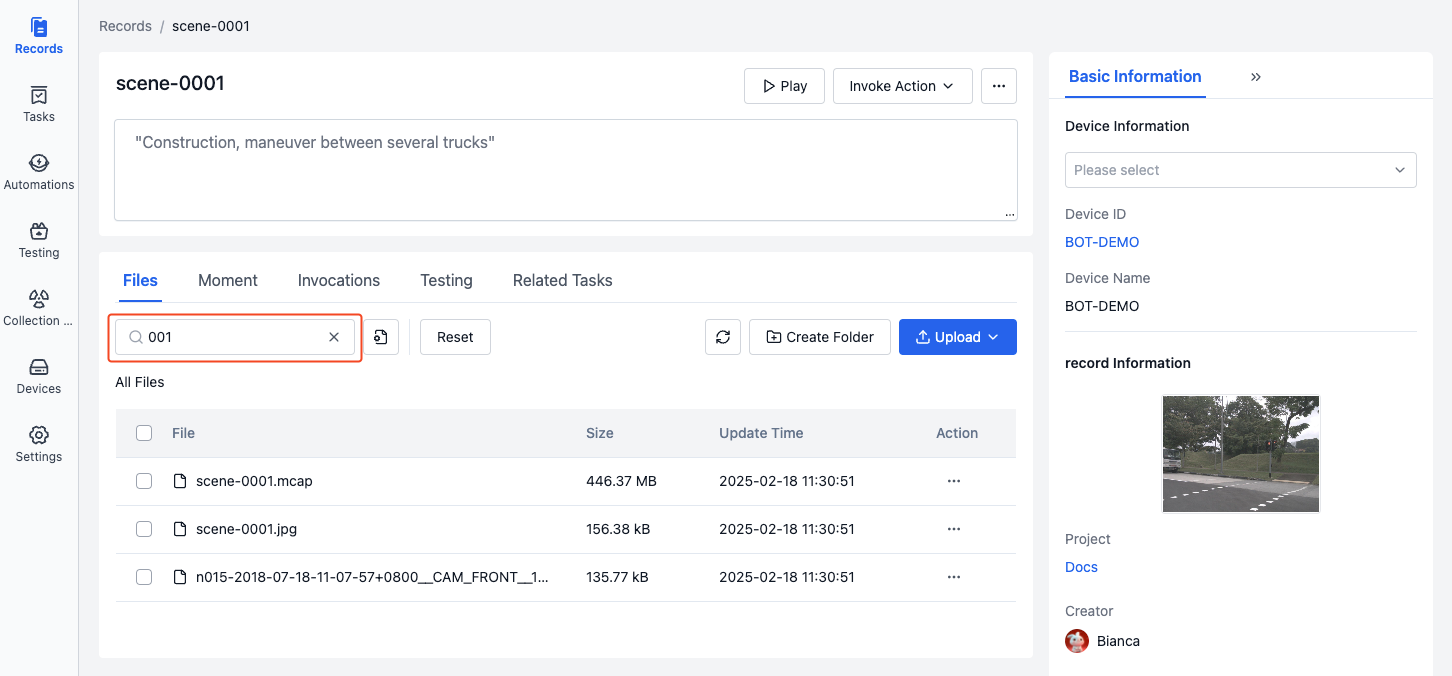 Records
Tasks
Automations
Testing
Collection ...
Devices
Settings
Records / scene-0001
scene-0001
Play
Invoke Action
"Construction, maneuver between several trucks"
Files Moment Invocations Testing Related Tasks
001
Reset
Create Folder
Upload
All Files
File Size Update Time Action
scene-0001.mcap 446.37 MB 2025-02-18 11:30:51
scene-0001.jpg 156.38 kB 2025-02-18 11:30:51
n015-2018-07-18-11-07-57+0800__CAM_FRONT__1... 135.77 kB 2025-02-18 11:30:51
Basic Information
Device Information
Please select
Device ID
BOT-DEMO
Device Name
BOT-DEMO
record Information
Project
Docs
Creator
Bianca